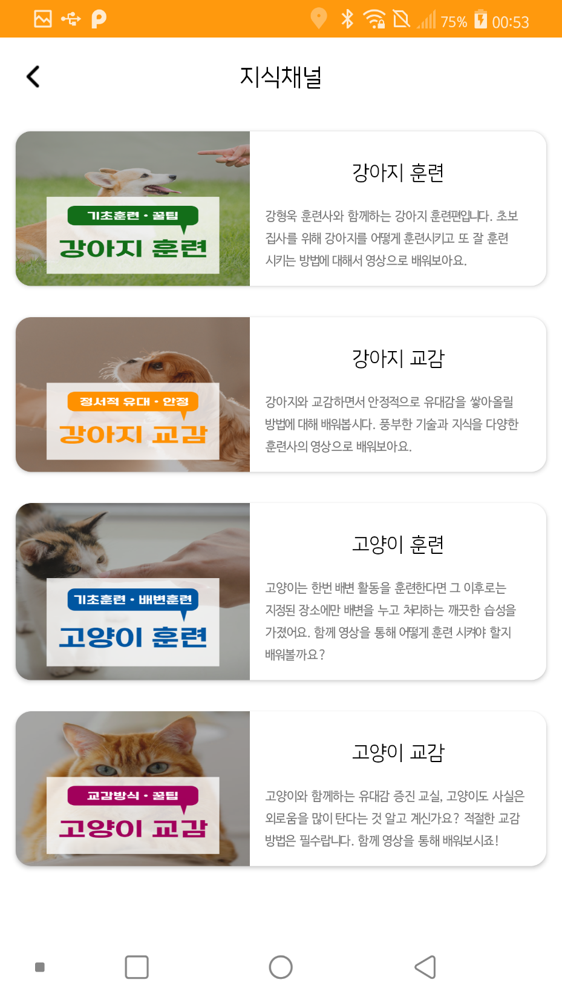 75% 00:53
지식채널
기초훈련 · 꿀팁
강아지 훈련
강아지 훈련
강형욱 훈련사와 함께하는 강아지 훈련편입니다. 초보
집사를 위해 강아지를 어떻게 훈련시키고 또 잘 훈련
시키는 방법에 대해서 영상으로 배워보아요.
정서적 유대 · 안정
강아지 교감
강아지 교감
강아지와 교감하면서 안정적으로 유대감을 쌓아올릴
방법에 대해 배워봅시다. 풍부한 기술과 지식을 다양한
훈련사의 영상으로 배워보아요.
기초훈련 · 배변훈련
고양이 훈련
고양이 훈련
고양이는 한번 배변 활동을 훈련한다면 그 이후로는
지정된 장소에만 배변을 누고 처리하는 깨끗한 습성을
가졌어요. 함께 영상을 통해 어떻게 훈련 시켜야 할지
배워볼까요?
교감방식 · 꿀팁
고양이 교감
고양이 교감
고양이와 함께하는 유대감 증진 교실, 고양이도 사실은
외로움을 많이 탄다는 것 알고 계신가요? 적절한 교감
방법은 필수랍니다. 함께 영상을 통해 배워보시죠!